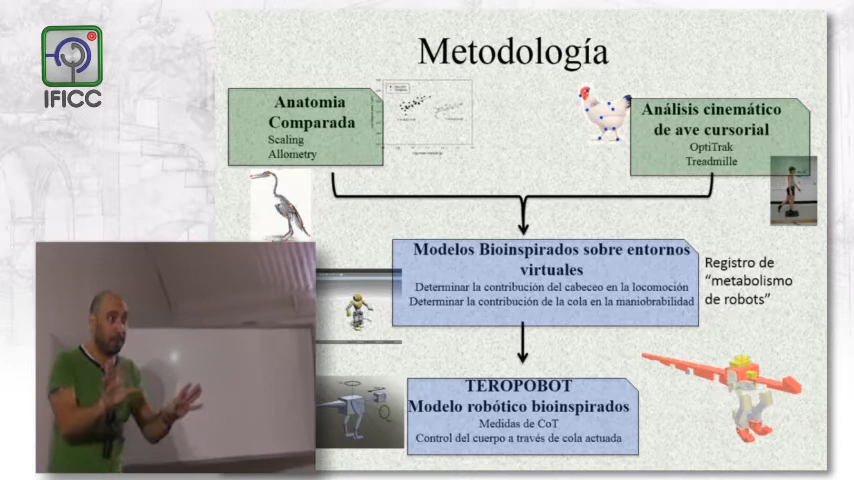 IFICC
Metodología
Anatomia
Comparada
Scaling
Allometry
Análisis cinemático
de ave cursorial
OptiTrak
Treadmille
Modelos Bioinspirados sobre entornos
virtuales
Determinar la contribución del cabeceo en la locomoción
Determinar la contribución de la cola en la maniobrabilidad
Registro de
“metabolismo
de robots”
TEROPOBOT
Modelo robótico bioinspirados
Medidas de CoT
Control del cuerpo a través de cola actuada